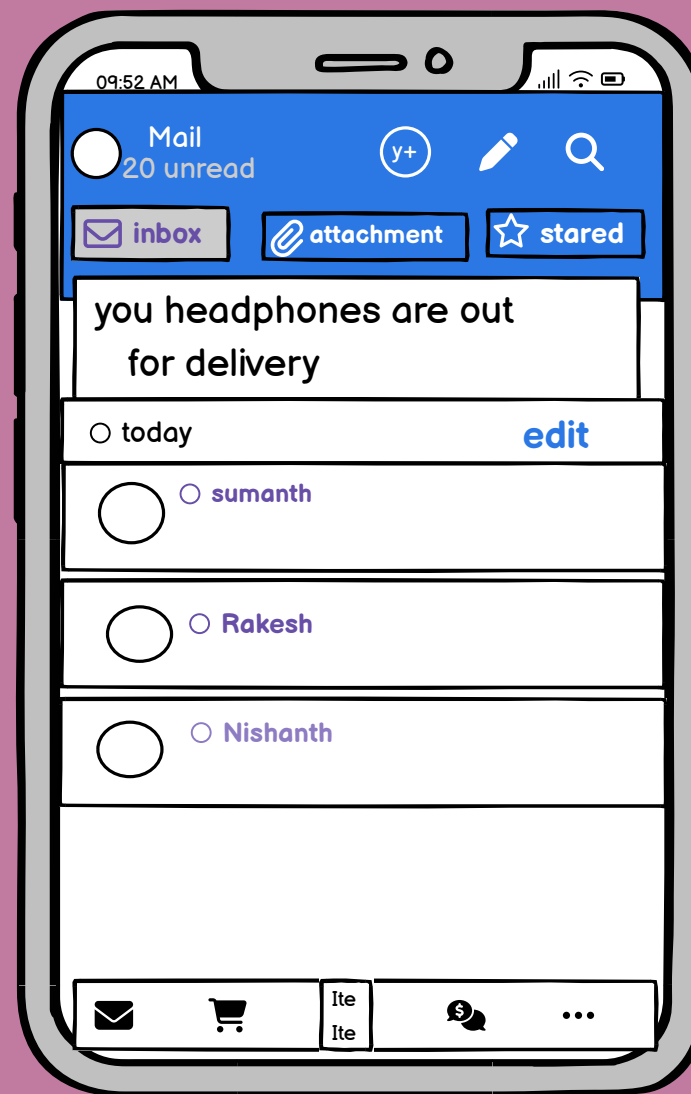 09:52 AM
Mail
20 unread
y+
inbox
attachment
stared
you headphones are out
for delivery
today
edit
sumanth
Rakesh
Nishanth
$
Ite
Ite